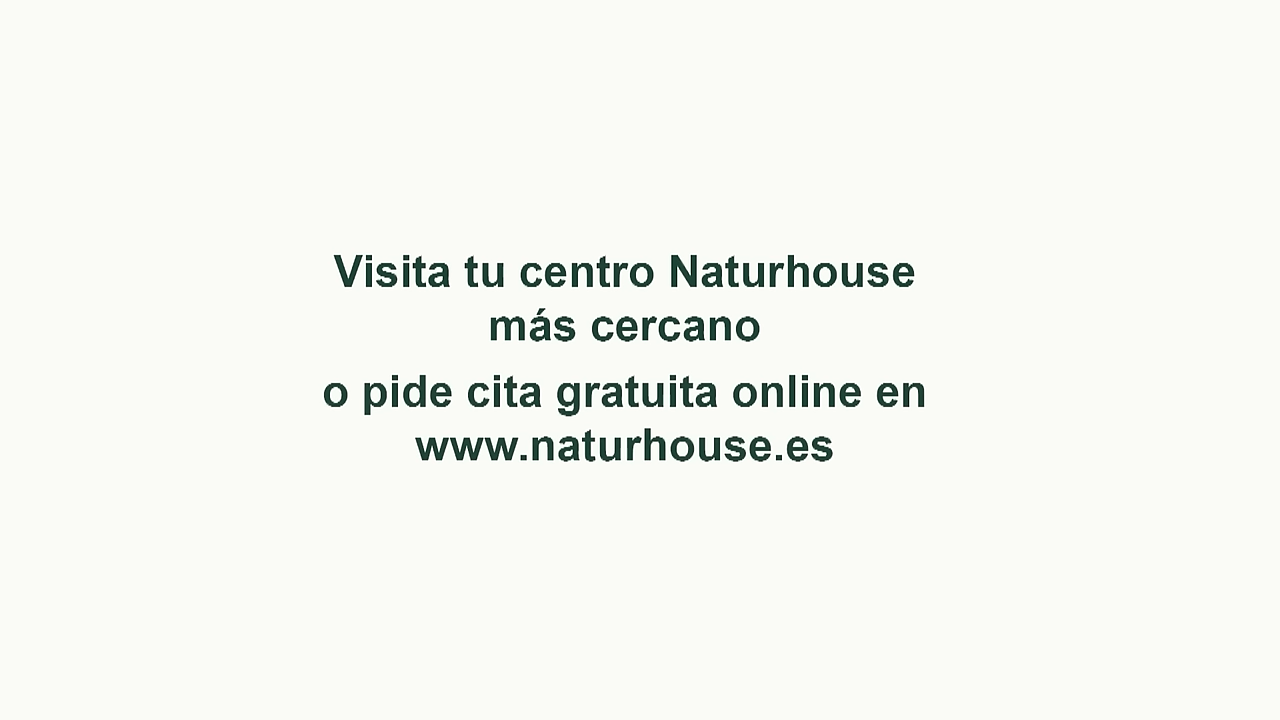 Visita tu centro Naturhouse
más cercano
o pide cita gratuita online en
www.naturhouse.es